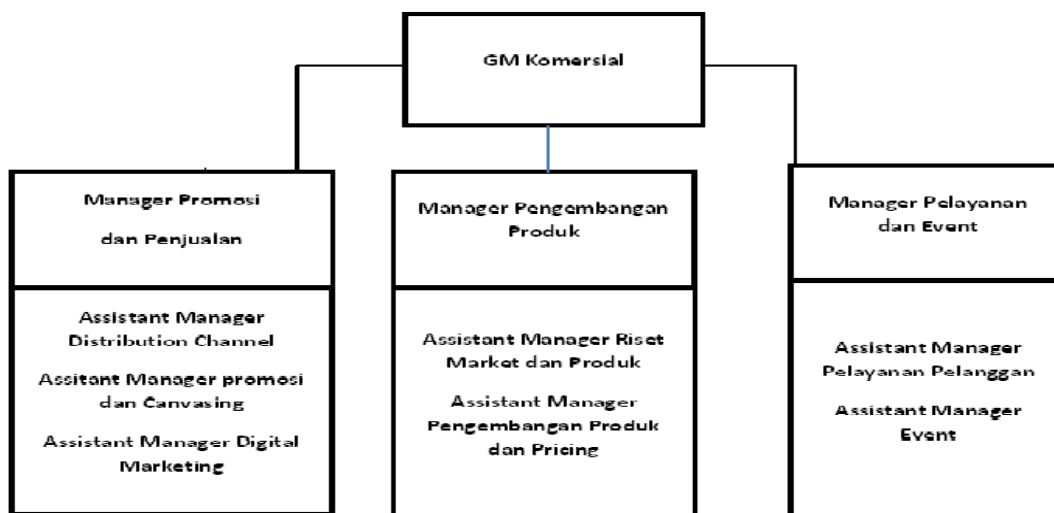 GM Komersial
Manager Promosi
dan Penjualan
Assistant Manager
Distribution Channel
Assitant Manager promosi
dan Canvasing
Assistant Manager Digital
Marketing
Manager Pengembangan
Produk
Assistant Manager Riset
Market dan Produk
Assistant Manager
Pengembangan Produk
dan Pricing
Manager Pelayanan
dan Event
Assistant Manager
Pelayanan Pelanggan
Assistant Manager
Event